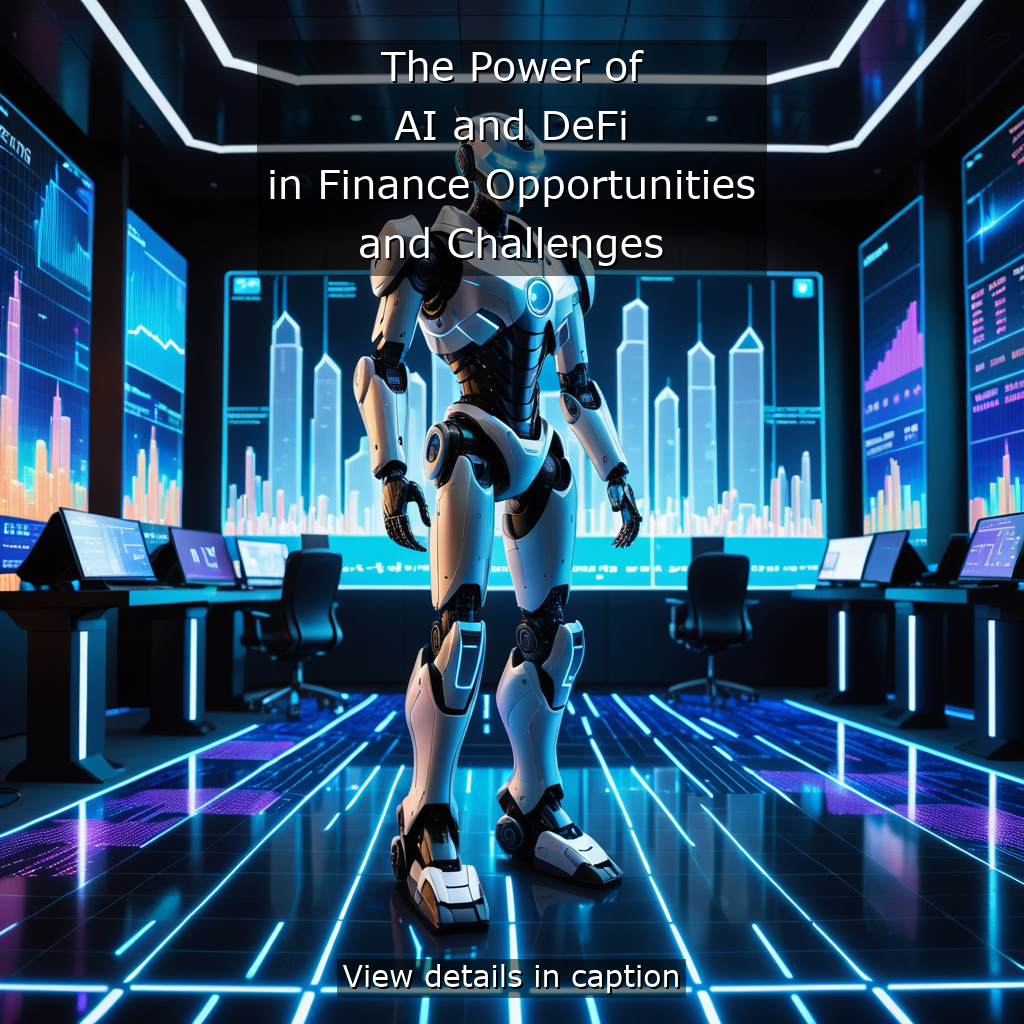 The Power of
AI and DeFi
in Finance Opportunities
and Challenges
View details in caption